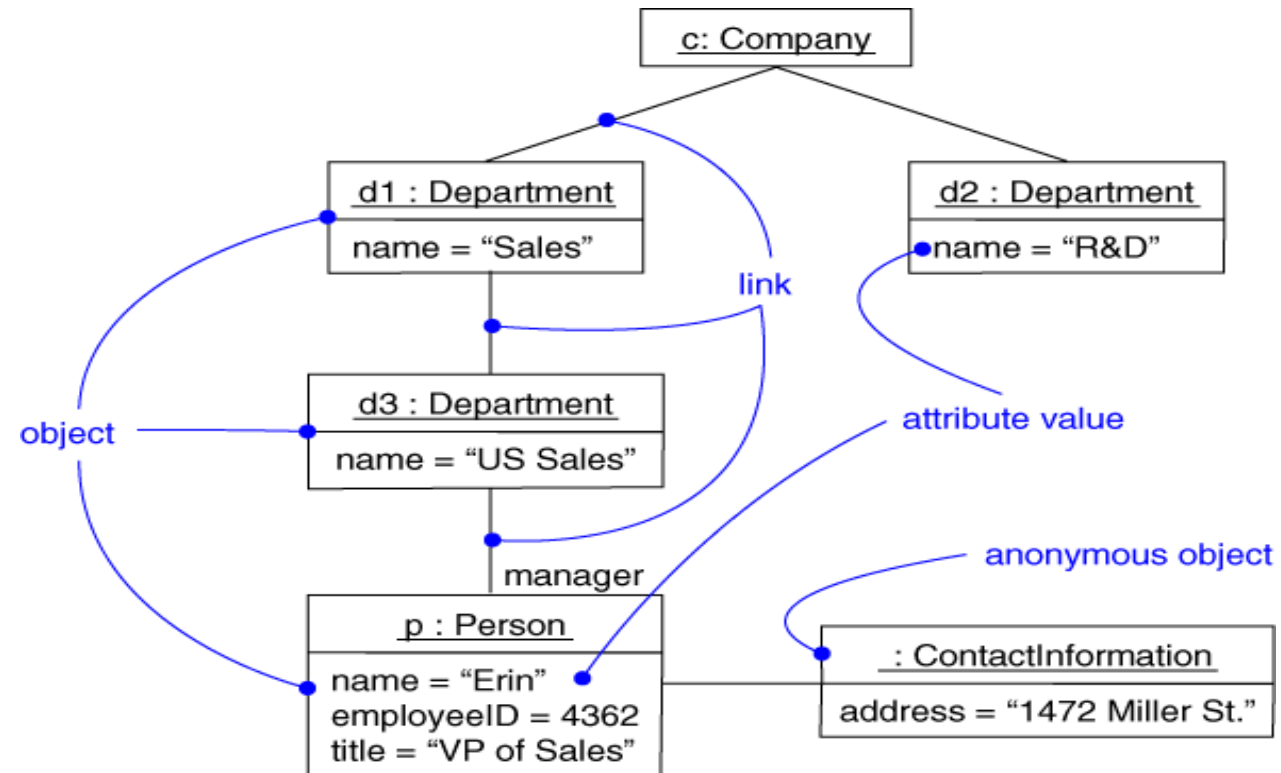 c: Company
d1 : Department
name = “Sales”
d2 : Department
name = “R&D”
link
d3 : Department
name = “US Sales”
object
attribute value
anonymous object
manager
p : Person
name = “Erin”
employeeID = 4362
title = “VP of Sales”
: ContactInformation
address = “1472 Miller St.”